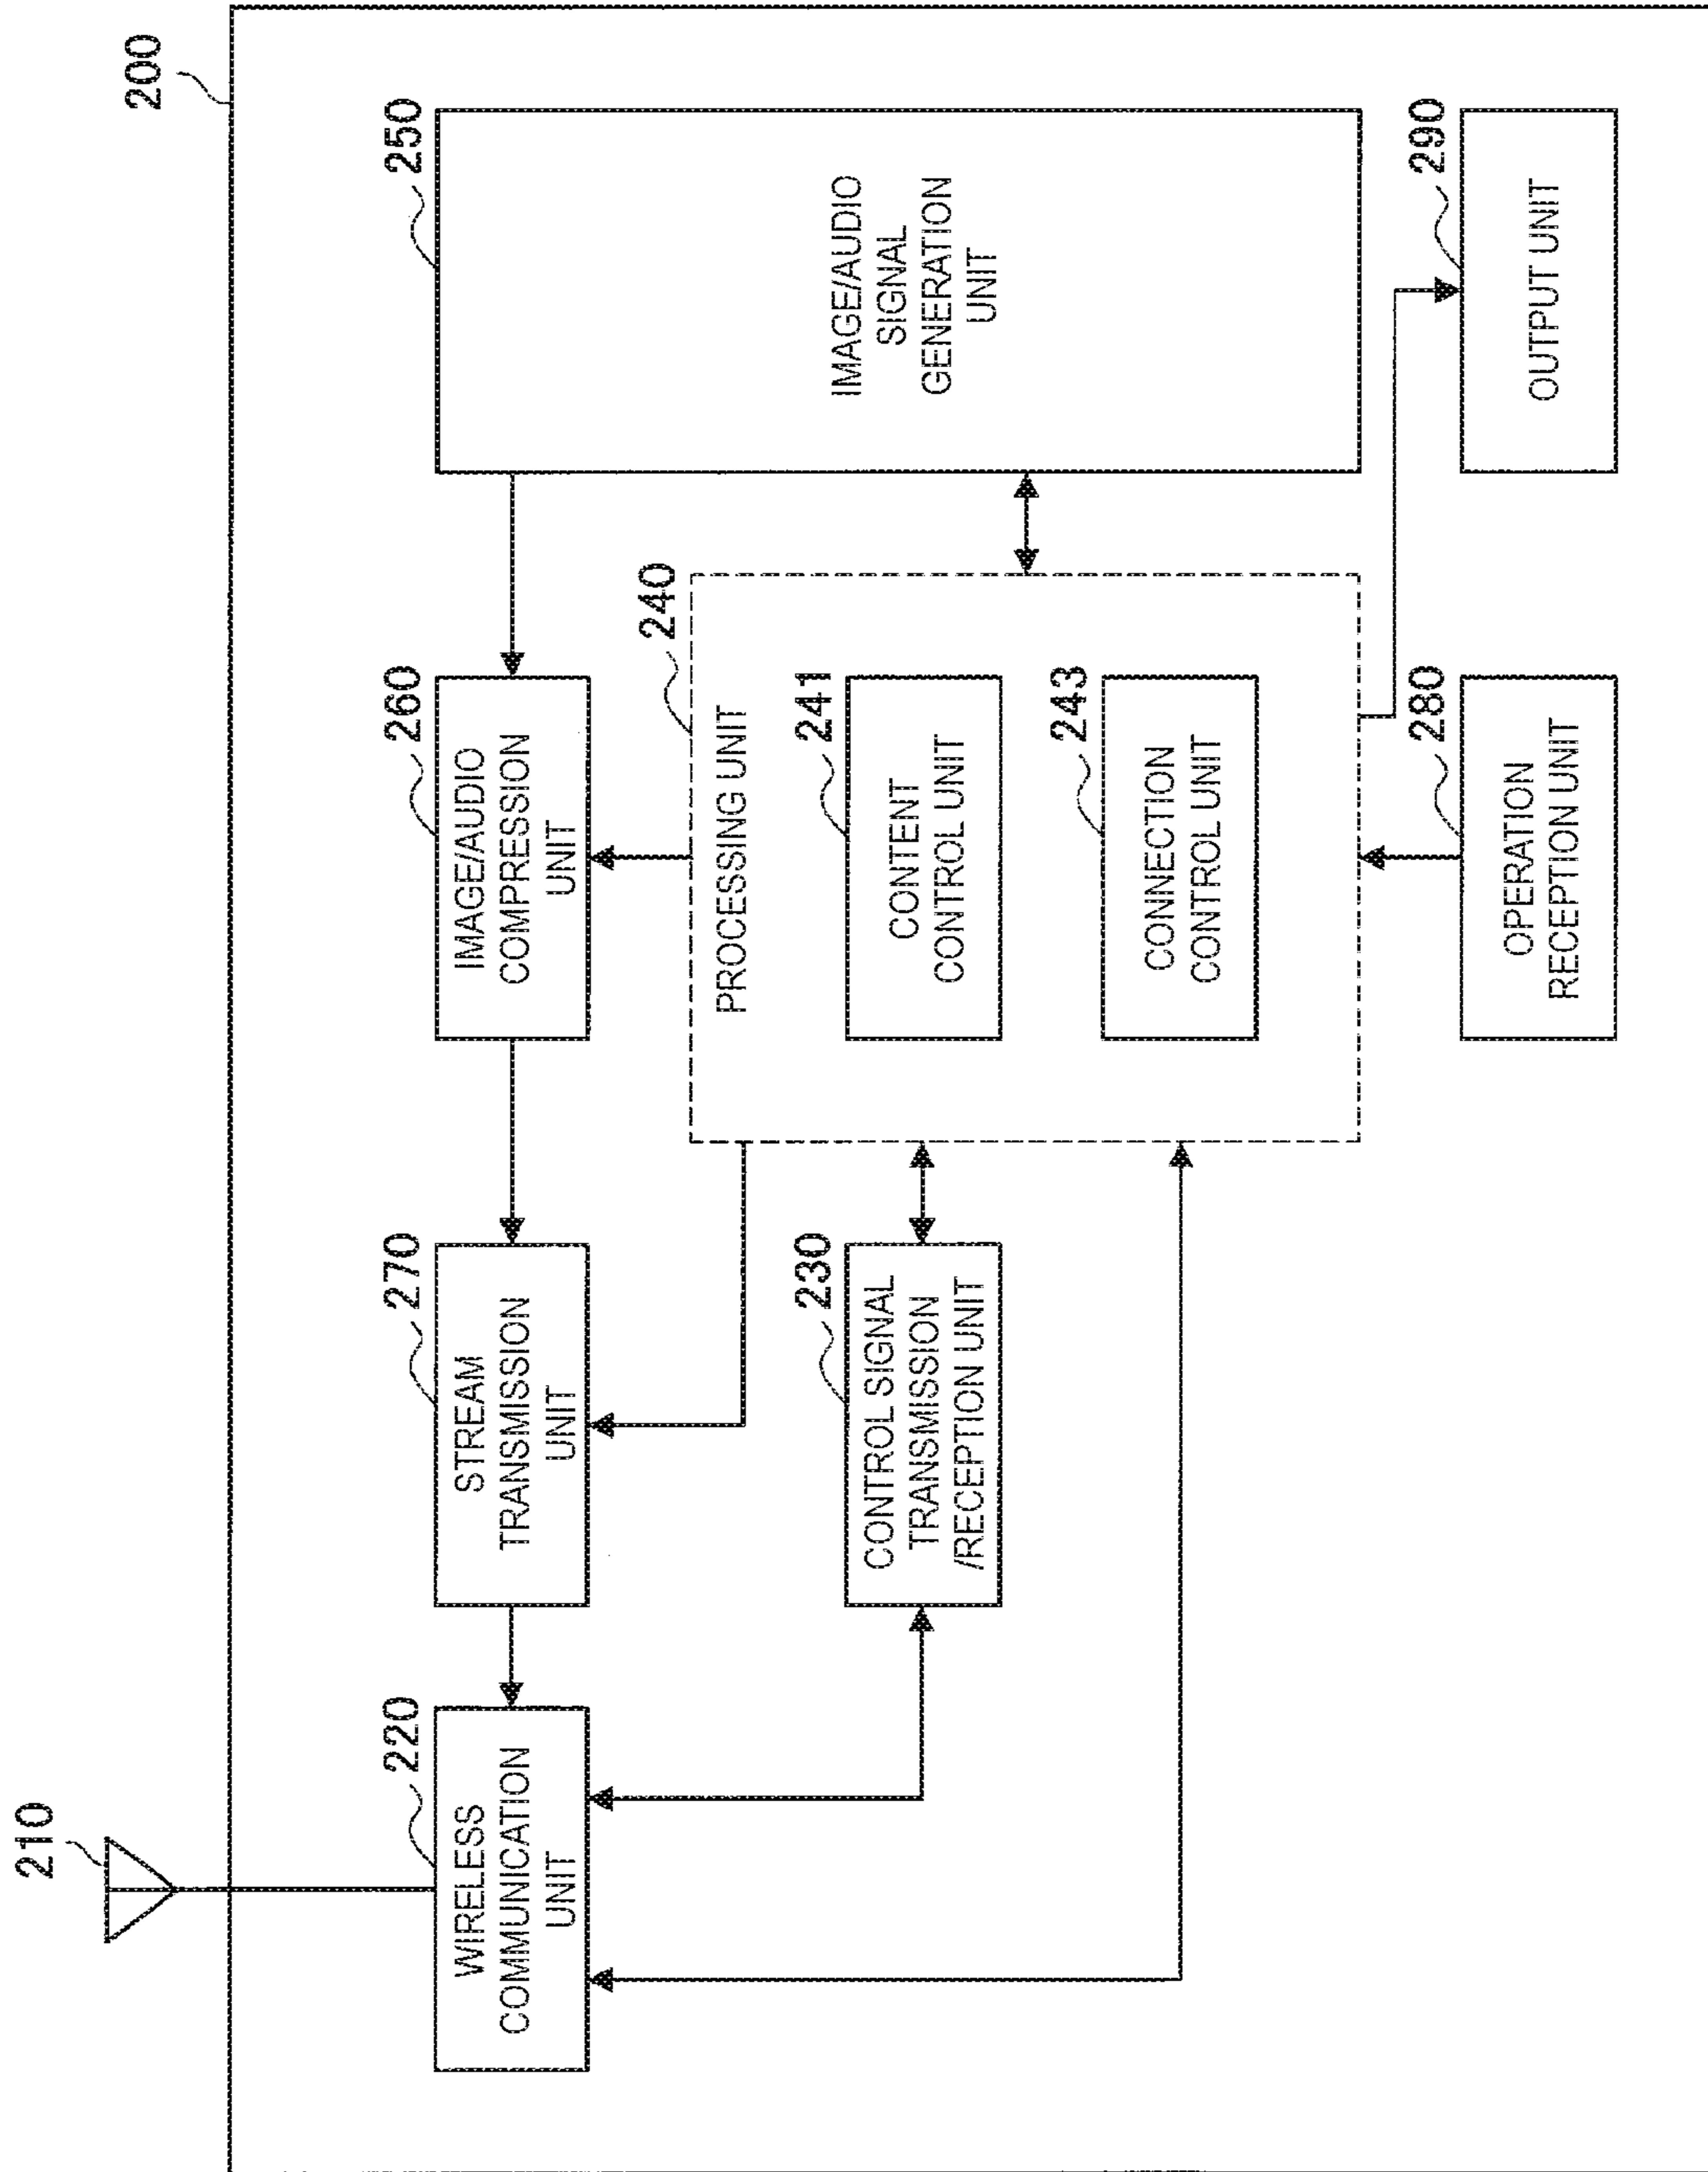 200
210
220
WIRELESS
COMMUNICATION
UNIT
270
STREAM
TRANSMISSION
UNIT
260
IMAGE/AUDIO
COMPRESSION
UNIT
250
IMAGE/AUDIO
SIGNAL
GENERATION
UNIT
240
PROCESSING UNIT
230
CONTROL SIGNAL
TRANSMISSION
/RECEPTION UNIT
241
CONTENT
CONTROL UNIT
243
CONNECTION
CONTROL UNIT
280
OPERATION
RECEPTION UNIT
290
OUTPUT UNIT